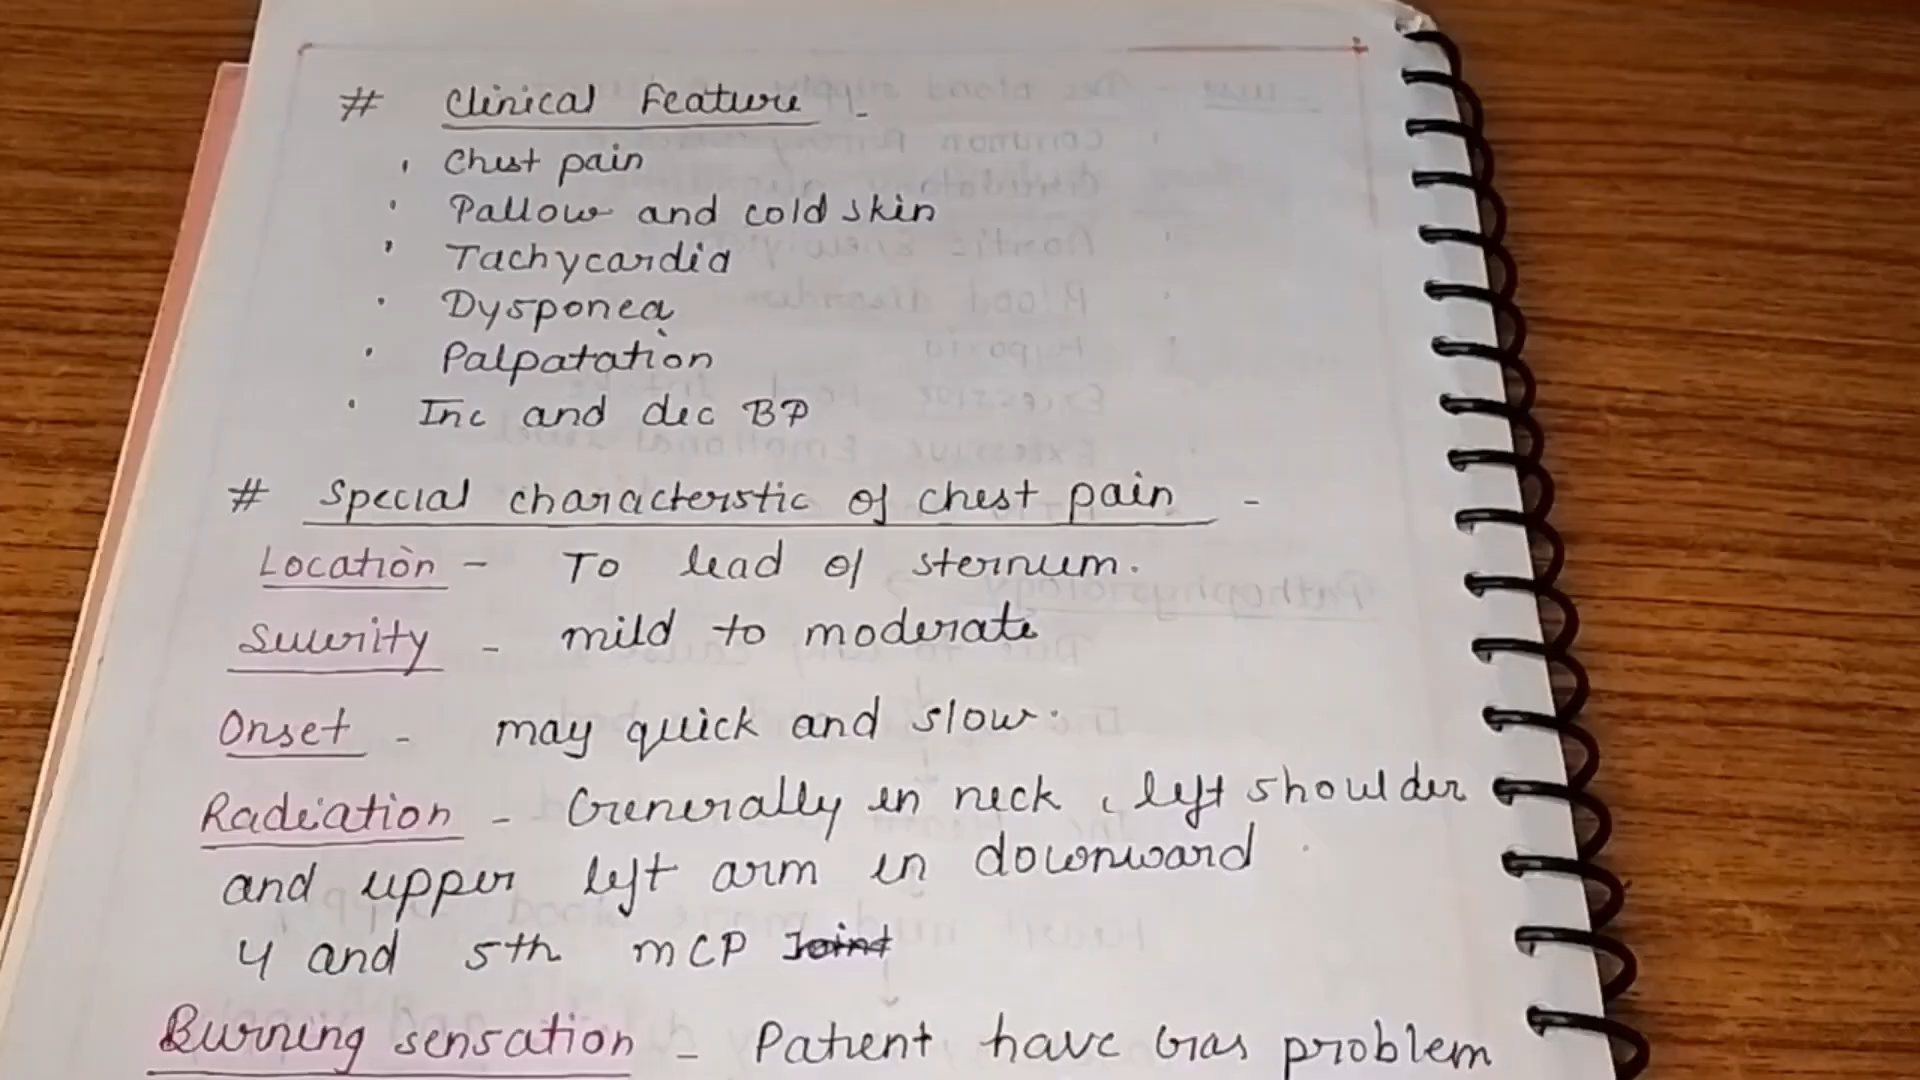 # Clinical Feature -
• Chest pain
• Pallow and cold skin
• Tachycardia
• Dysponea
• Palpatation
• Inc and dec BP
# Special characterstic of chest pain -
Location - To lead of sternum.
Suverity - mild to moderate
Onset - may quick and slow.
Radiation - Generally in neck, left shoulder
and upper left arm in downward
4 and 5th MCP Joint
Burning sensation - Patient have Gras problem